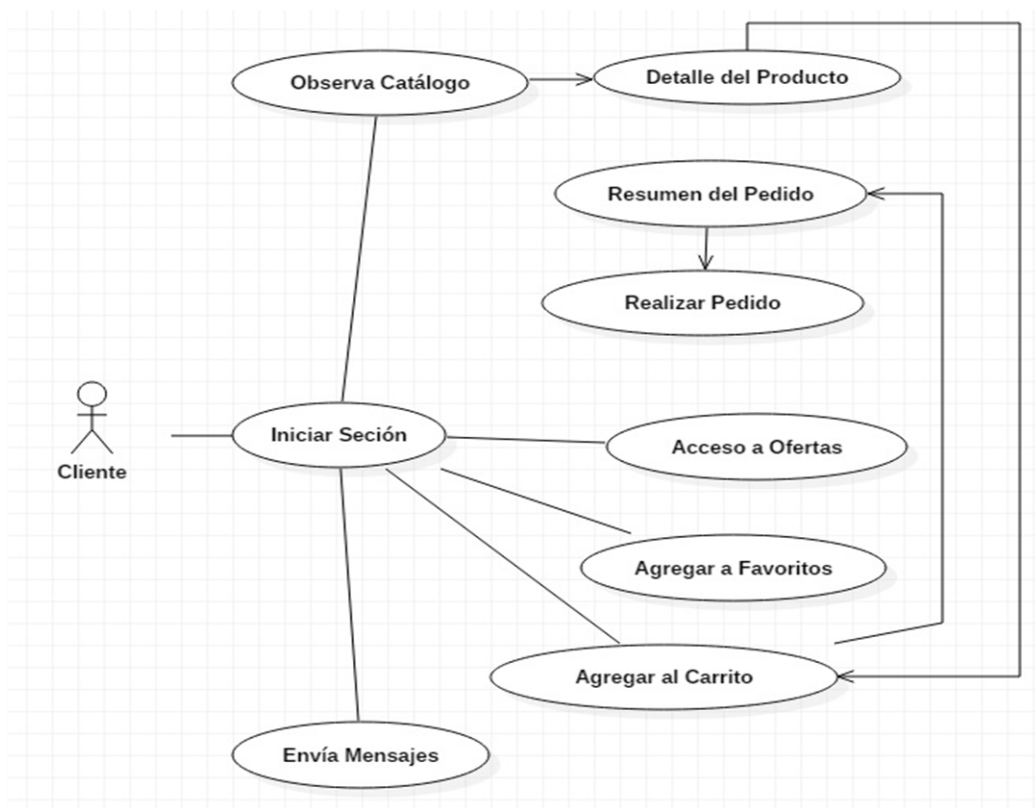 Observa Catálogo
Detalle del Producto
Resumen del Pedido
Realizar Pedido
Iniciar Seción
Acceso a Ofertas
Cliente
Agregar a Favoritos
Agregar al Carrito
Envía Mensajes